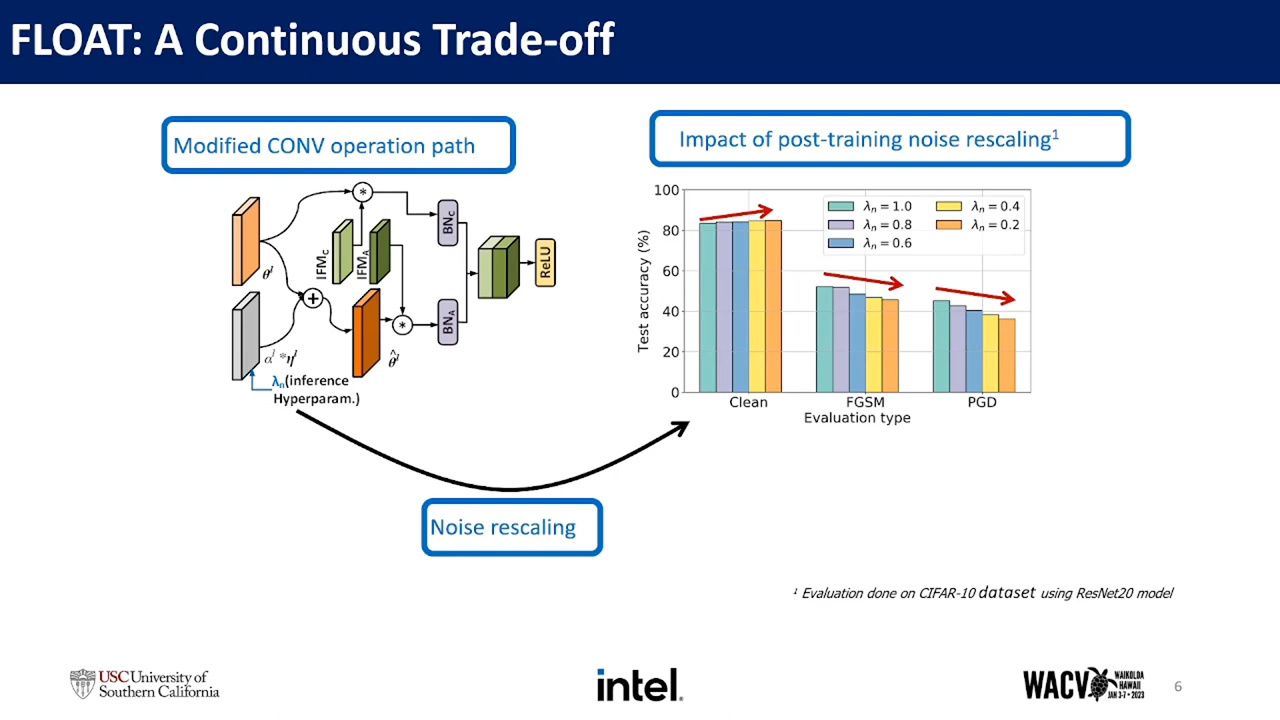 FLOAT: A Continuous Trade-off
Modified CONV operation path
Impact of post-training noise rescaling¹
*
θˡ
IFM_C
IFM_A
BN_C
ReLU
+
*
BN_A
αˡ *ηˡ
θ̂ˡ
λₙ(inference
Hyperparam.)
100
80
60
40
20
0
Test accuracy (%)
λₙ = 1.0
λₙ = 0.8
λₙ = 0.6
λₙ = 0.4
λₙ = 0.2
Clean
FGSM
PGD
Evaluation type
Noise rescaling
¹ Evaluation done on CIFAR-10 dataset using ResNet20 model
USC University of
Southern California
intel.
WACV
WAIKOLOA
HAWAII
JAN 3-7 • 2023
6